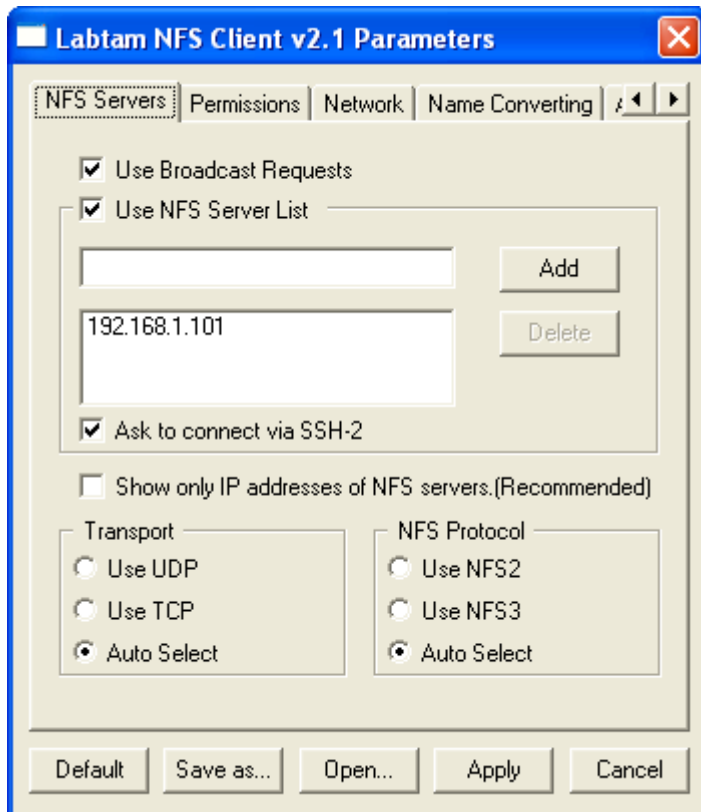 Labtam NFS Client v2.1 Parameters
NFS Servers Permissions Network Name Converting
Use Broadcast Requests
Use NFS Server List
Add
192.168.1.101
Delete
Ask to connect via SSH-2
Show only IP addresses of NFS servers.(Recommended)
Transport
Use UDP
Use TCP
Auto Select
NFS Protocol
Use NFS2
Use NFS3
Auto Select
Default Save as... Open... Apply Cancel